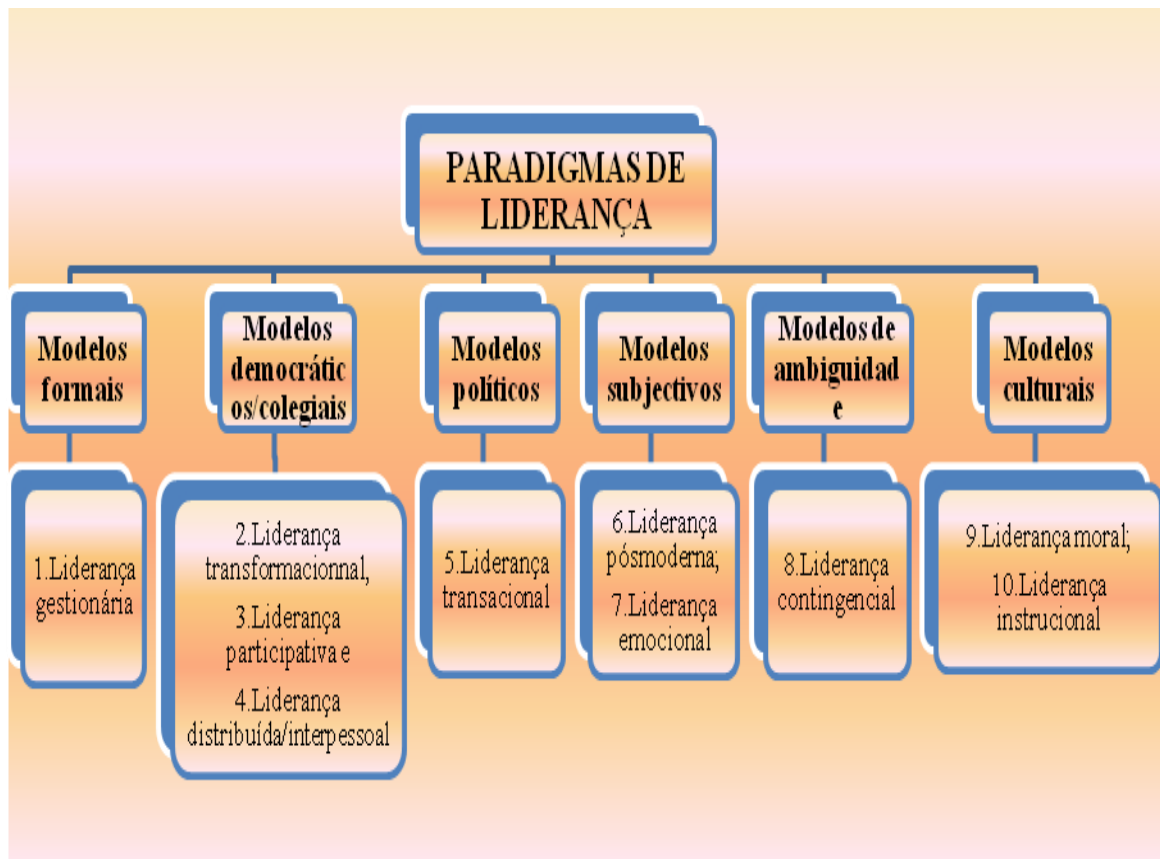 PARADIGMAS DE
LIDERANÇA
Modelos
formais
Modelos
democrátic
os/colegiais
Modelos
políticos
Modelos
subjectivos
Modelos de
ambiguidad
e
Modelos
culturais
1.Liderança
gestionária
2.Liderança
transformacionnal,
3.Liderança
participativa e
4.Liderança
distribuída/interpessoal
5.Liderança
transacional
6.Liderança
pósmoderna;
7.Liderança
emocional
8.Liderança
contingencial
9.Liderança moral;
10.Liderança
instrucional